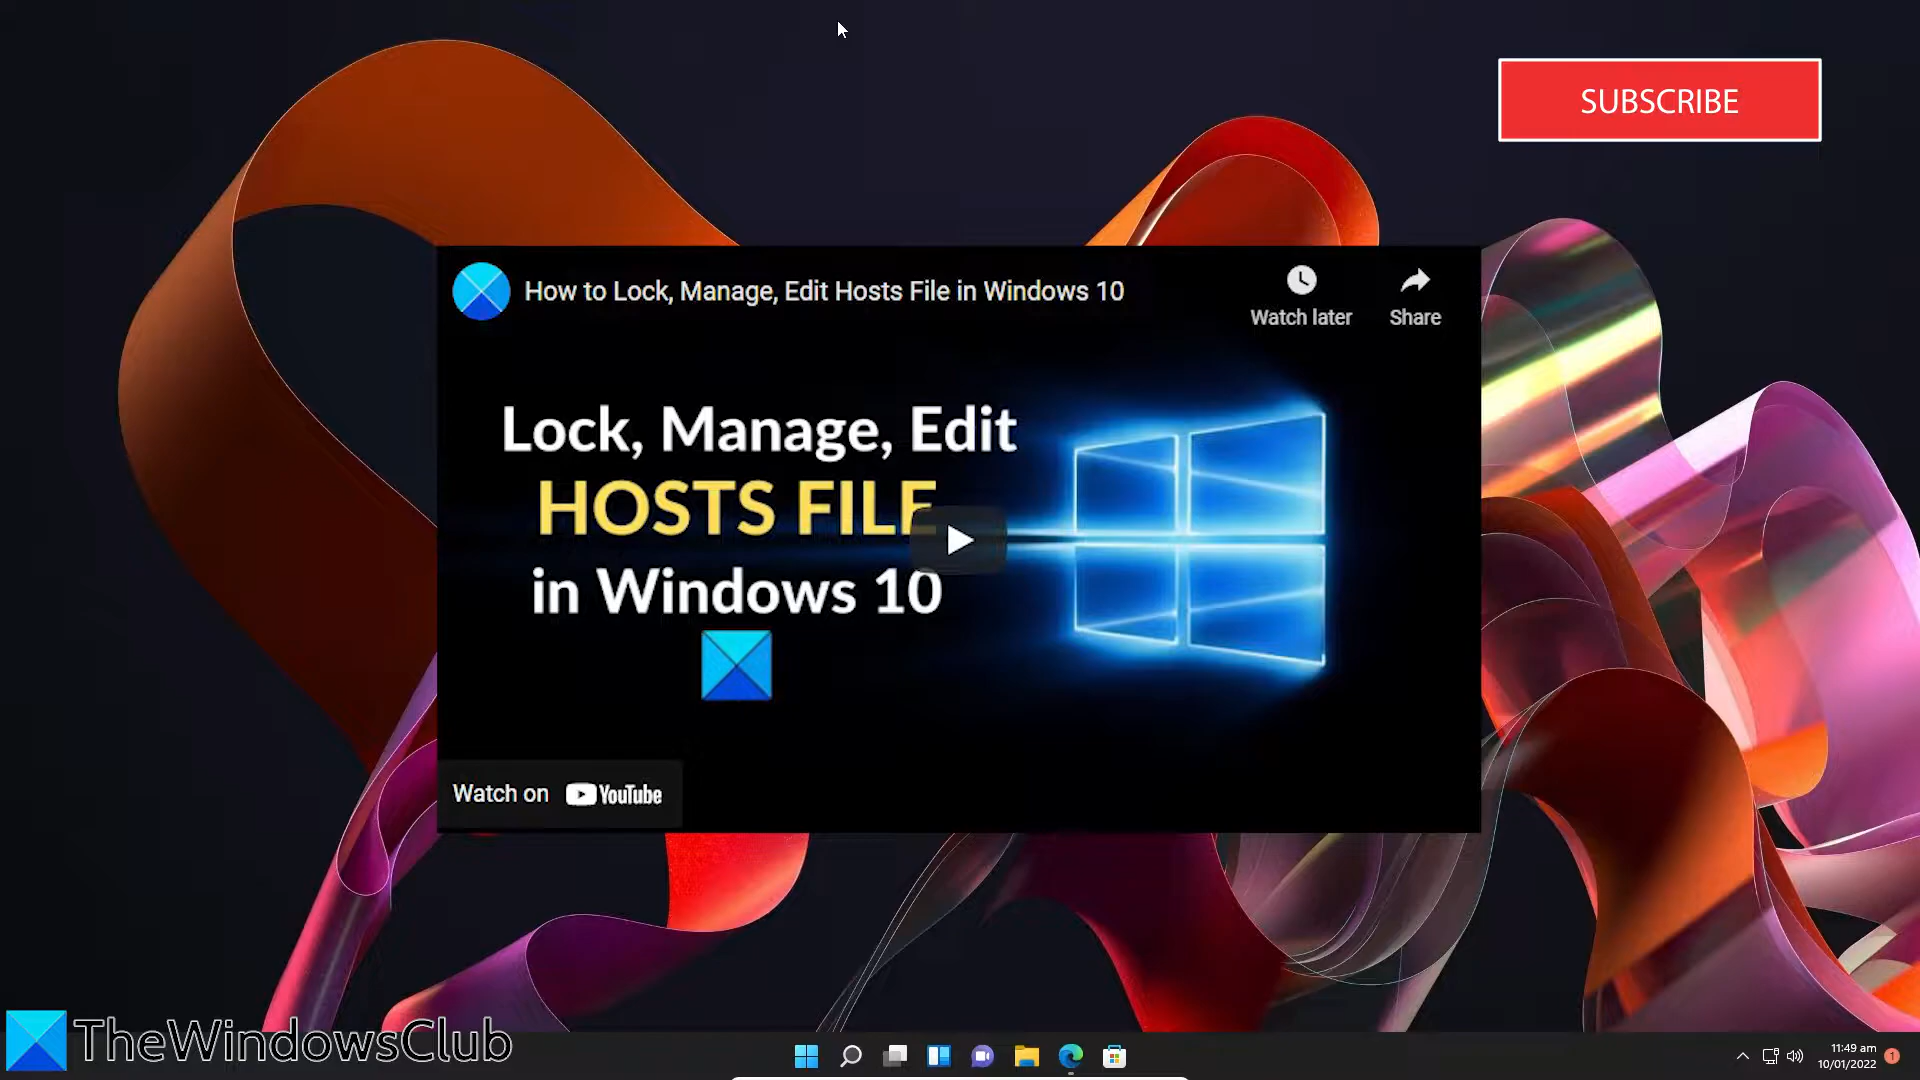 SUBSCRIBE
How to Lock, Manage, Edit Hosts File in Windows 10
Watch later
Share
Lock, Manage, Edit
HOSTS FILE
in Windows 10
Watch on YouTube
TheWindowsClub
11:49 am
10/01/2022
1